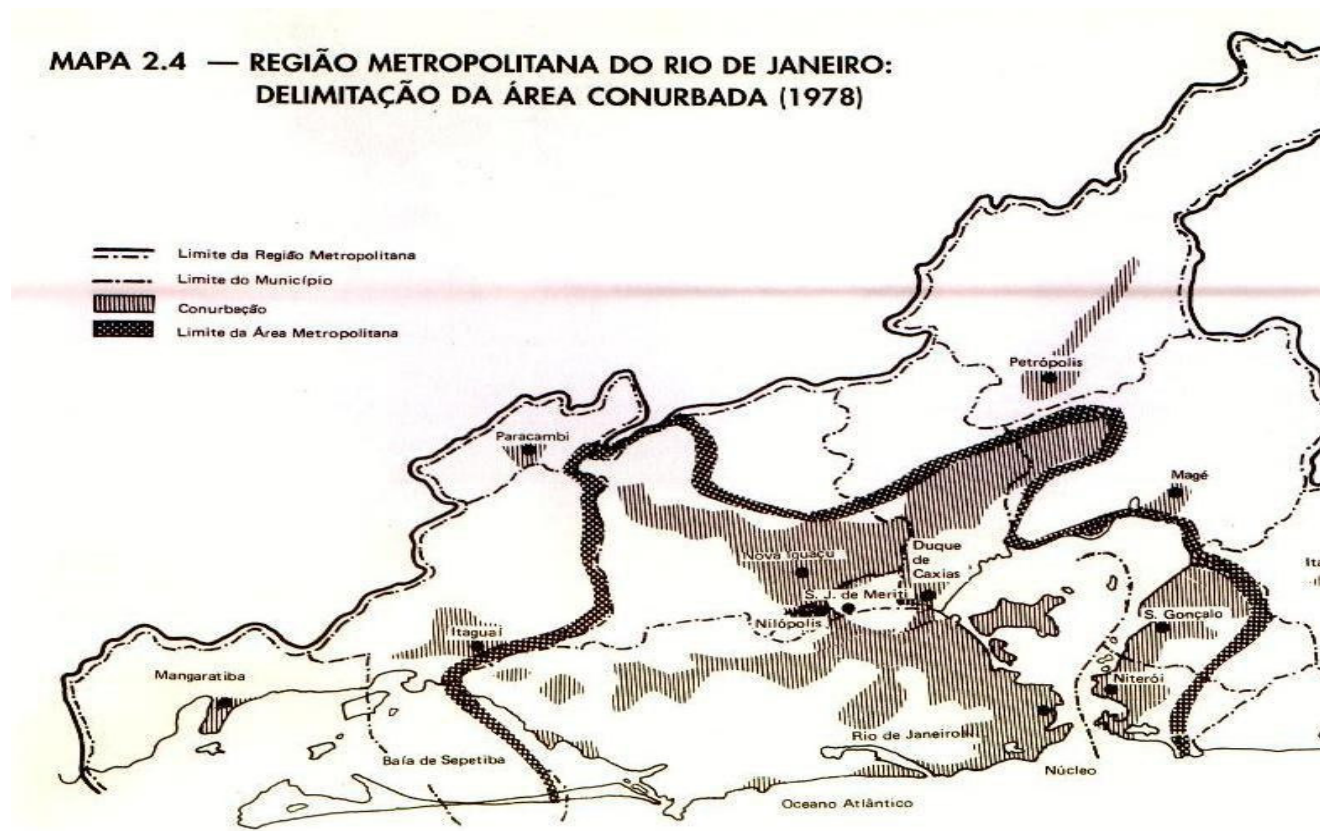 MAPA 2.4 — REGIÃO METROPOLITANA DO RIO DE JANEIRO:
DELIMITAÇÃO DA ÁREA CONURBADA (1978)
Limite da Região Metropolitana
Limite do Município
Conurbação
Limite da Área Metropolitana
Petrópolis
Paracambi
Magé
Nova Iguaçu
Duque
de
Caxias
Ita
S. J. de Meriti
Nilópolis
S. Gonçalo
Itaguaí
Mangaratiba
Niterói
Rio de Janeiro
Baía de Sepetiba
Núcleo
Oceano Atlântico